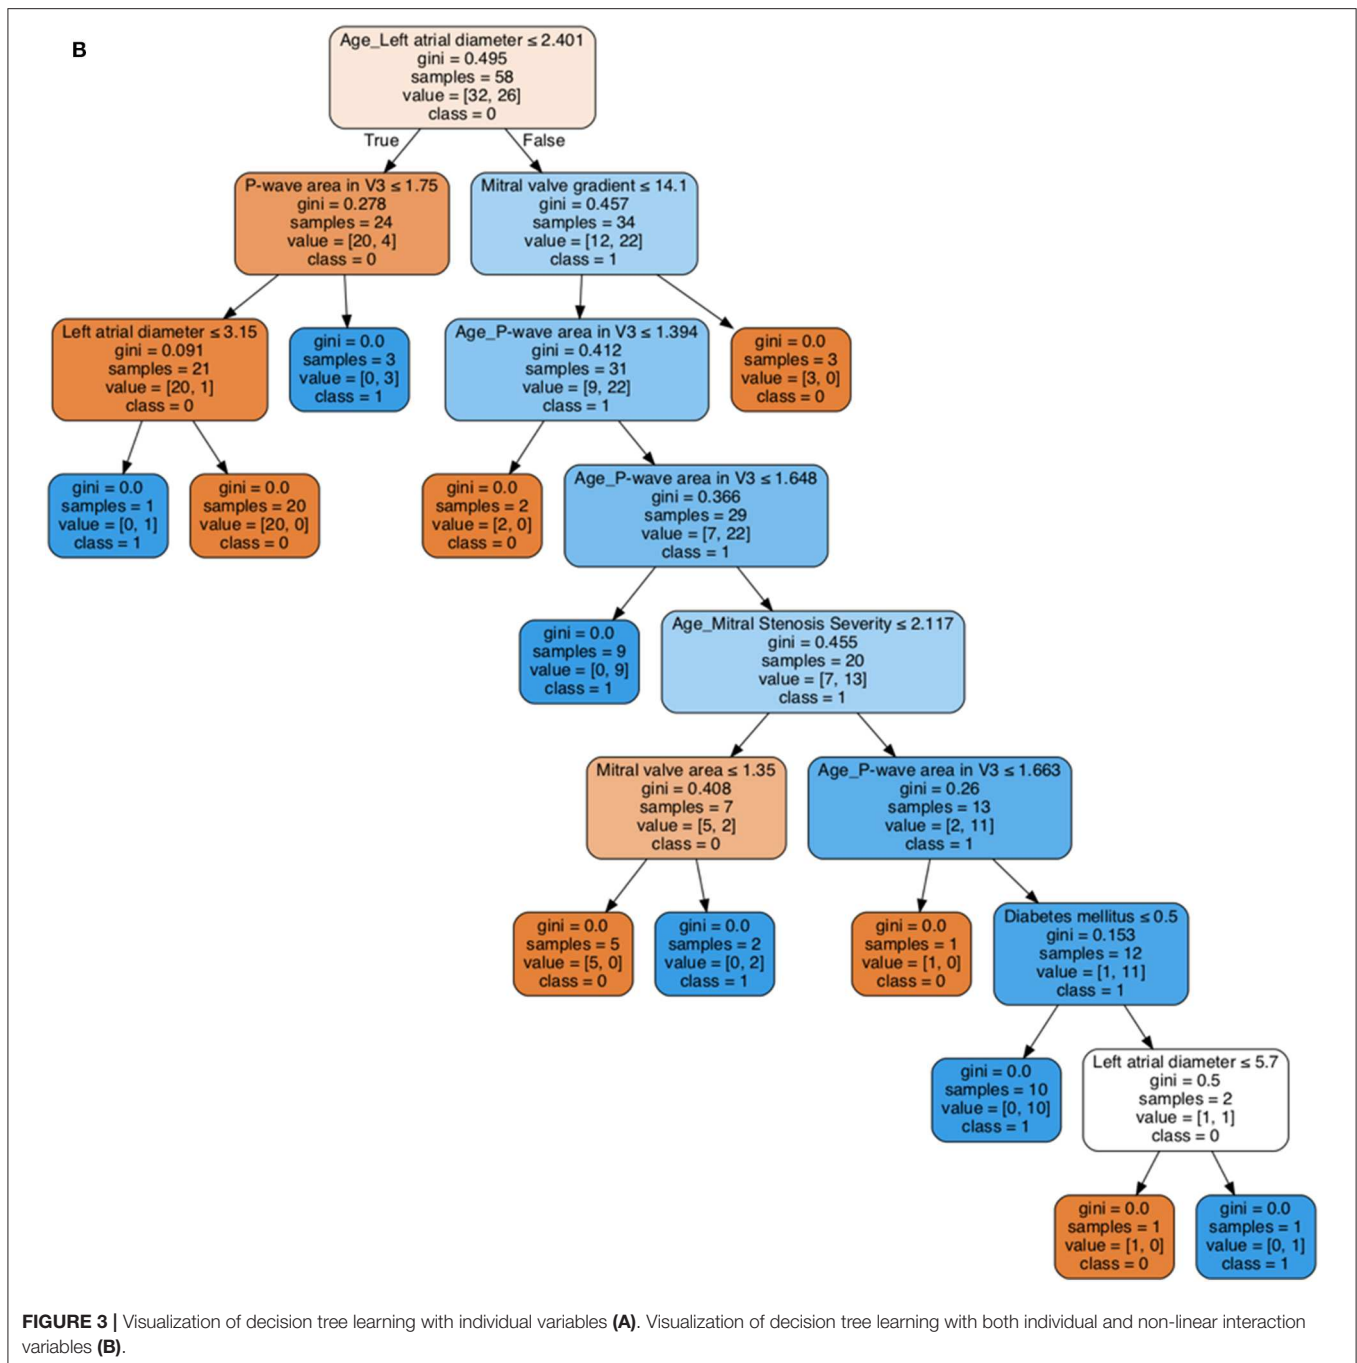 B
Age_Left atrial diameter ≤ 2.401
gini = 0.495
samples = 58
value = [32, 26]
class = 0
True
False
P-wave area in V3 ≤ 1.75
gini = 0.278
samples = 24
value = [20, 4]
class = 0
Mitral valve gradient ≤ 14.1
gini = 0.457
samples = 34
value = [12, 22]
class = 1
Left atrial diameter ≤ 3.15
gini = 0.091
samples = 21
value = [20, 1]
class = 0
gini = 0.0
samples = 3
value = [0, 3]
class = 1
Age_P-wave area in V3 ≤ 1.394
gini = 0.412
samples = 31
value = [9, 22]
class = 1
gini = 0.0
samples = 3
value = [3, 0]
class = 0
gini = 0.0
samples = 1
value = [0, 1]
class = 1
gini = 0.0
samples = 20
value = [20, 0]
class = 0
gini = 0.0
samples = 2
value = [2, 0]
class = 0
Age_P-wave area in V3 ≤ 1.648
gini = 0.366
samples = 29
value = [7, 22]
class = 1
gini = 0.0
samples = 9
value = [0, 9]
class = 1
Age_Mitral Stenosis Severity ≤ 2.117
gini = 0.455
samples = 20
value = [7, 13]
class = 1
Mitral valve area ≤ 1.35
gini = 0.408
samples = 7
value = [5, 2]
class = 0
Age_P-wave area in V3 ≤ 1.663
gini = 0.26
samples = 13
value = [2, 11]
class = 1
gini = 0.0
samples = 5
value = [5, 0]
class = 0
gini = 0.0
samples = 2
value = [0, 2]
class = 1
gini = 0.0
samples = 1
value = [1, 0]
class = 0
Diabetes mellitus ≤ 0.5
gini = 0.153
samples = 12
value = [1, 11]
class = 1
gini = 0.0
samples = 10
value = [0, 10]
class = 1
Left atrial diameter ≤ 5.7
gini = 0.5
samples = 2
value = [1, 1]
class = 0
gini = 0.0
samples = 1
value = [1, 0]
class = 0
gini = 0.0
samples = 1
value = [0, 1]
class = 1
FIGURE 3 | Visualization of decision tree learning with individual variables (A). Visualization of decision tree learning with both individual and non-linear interaction
variables (B).